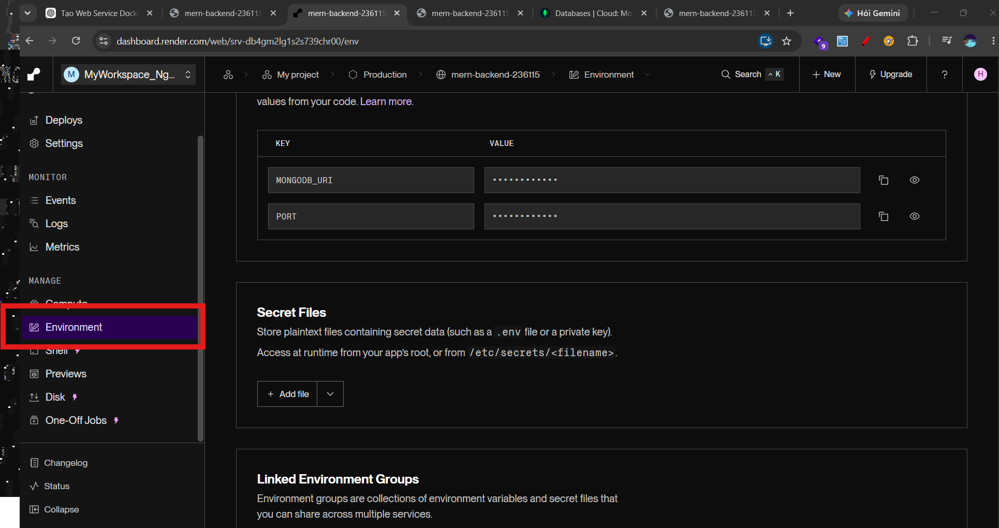 Tạo Web Service Docke
mern-backend-236115
mern-backend-236115
mern-backend-236115
Databases | Cloud: Mo
mern-backend-236115
Hỏi Gemini
dashboard.render.com/web/srv-db4gm2lg1s2s739chr00/env
9
M
MyWorkspace_Ng...
My project
Production
mern-backend-236115
Environment
Search
^ K
+ New
Upgrade
?
H
values from your code. Learn more.
Deploys
Settings
MONITOR
Events
Logs
Metrics
MANAGE
Compute
Environment
Shell
Previews
Disk
One-Off Jobs
Changelog
Status
Collapse
KEY
VALUE
MONGODB_URI
••••••••••••
PORT
••••••••••••
Secret Files
Store plaintext files containing secret data (such as a .env file or a private key).
Access at runtime from your app's root, or from /etc/secrets/<filename>.
+ Add file
Linked Environment Groups
Environment groups are collections of environment variables and secret files that
you can share across multiple services.